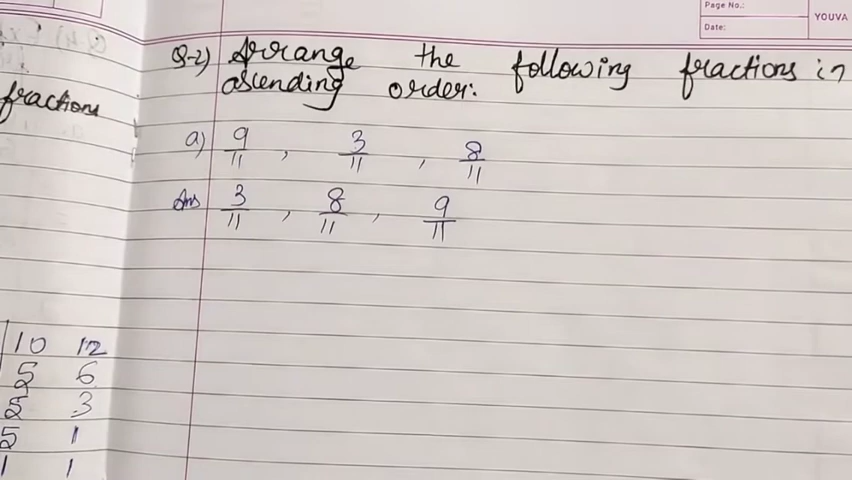 Page No.:
Date:
YOUVA
Q-2) Arrange the following fractions in
ascending order:
a) 9/11 , 3/11 , 8/11
Ans 3/11 , 8/11 , 9/11
fractions
10 12
5 6
5 3
5 1
1 1